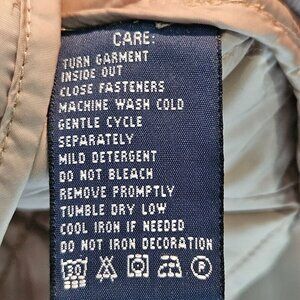 CARE:
TURN GARMENT
INSIDE OUT
CLOSE FASTENERS
MACHINE WASH COLD
GENTLE CYCLE
SEPARATELY
MILD DETERGENT
DO NOT BLEACH
REMOVE PROMPTLY
TUMBLE DRY LOW
COOL IRON IF NEEDED
DO NOT IRON DECORATION
30 P